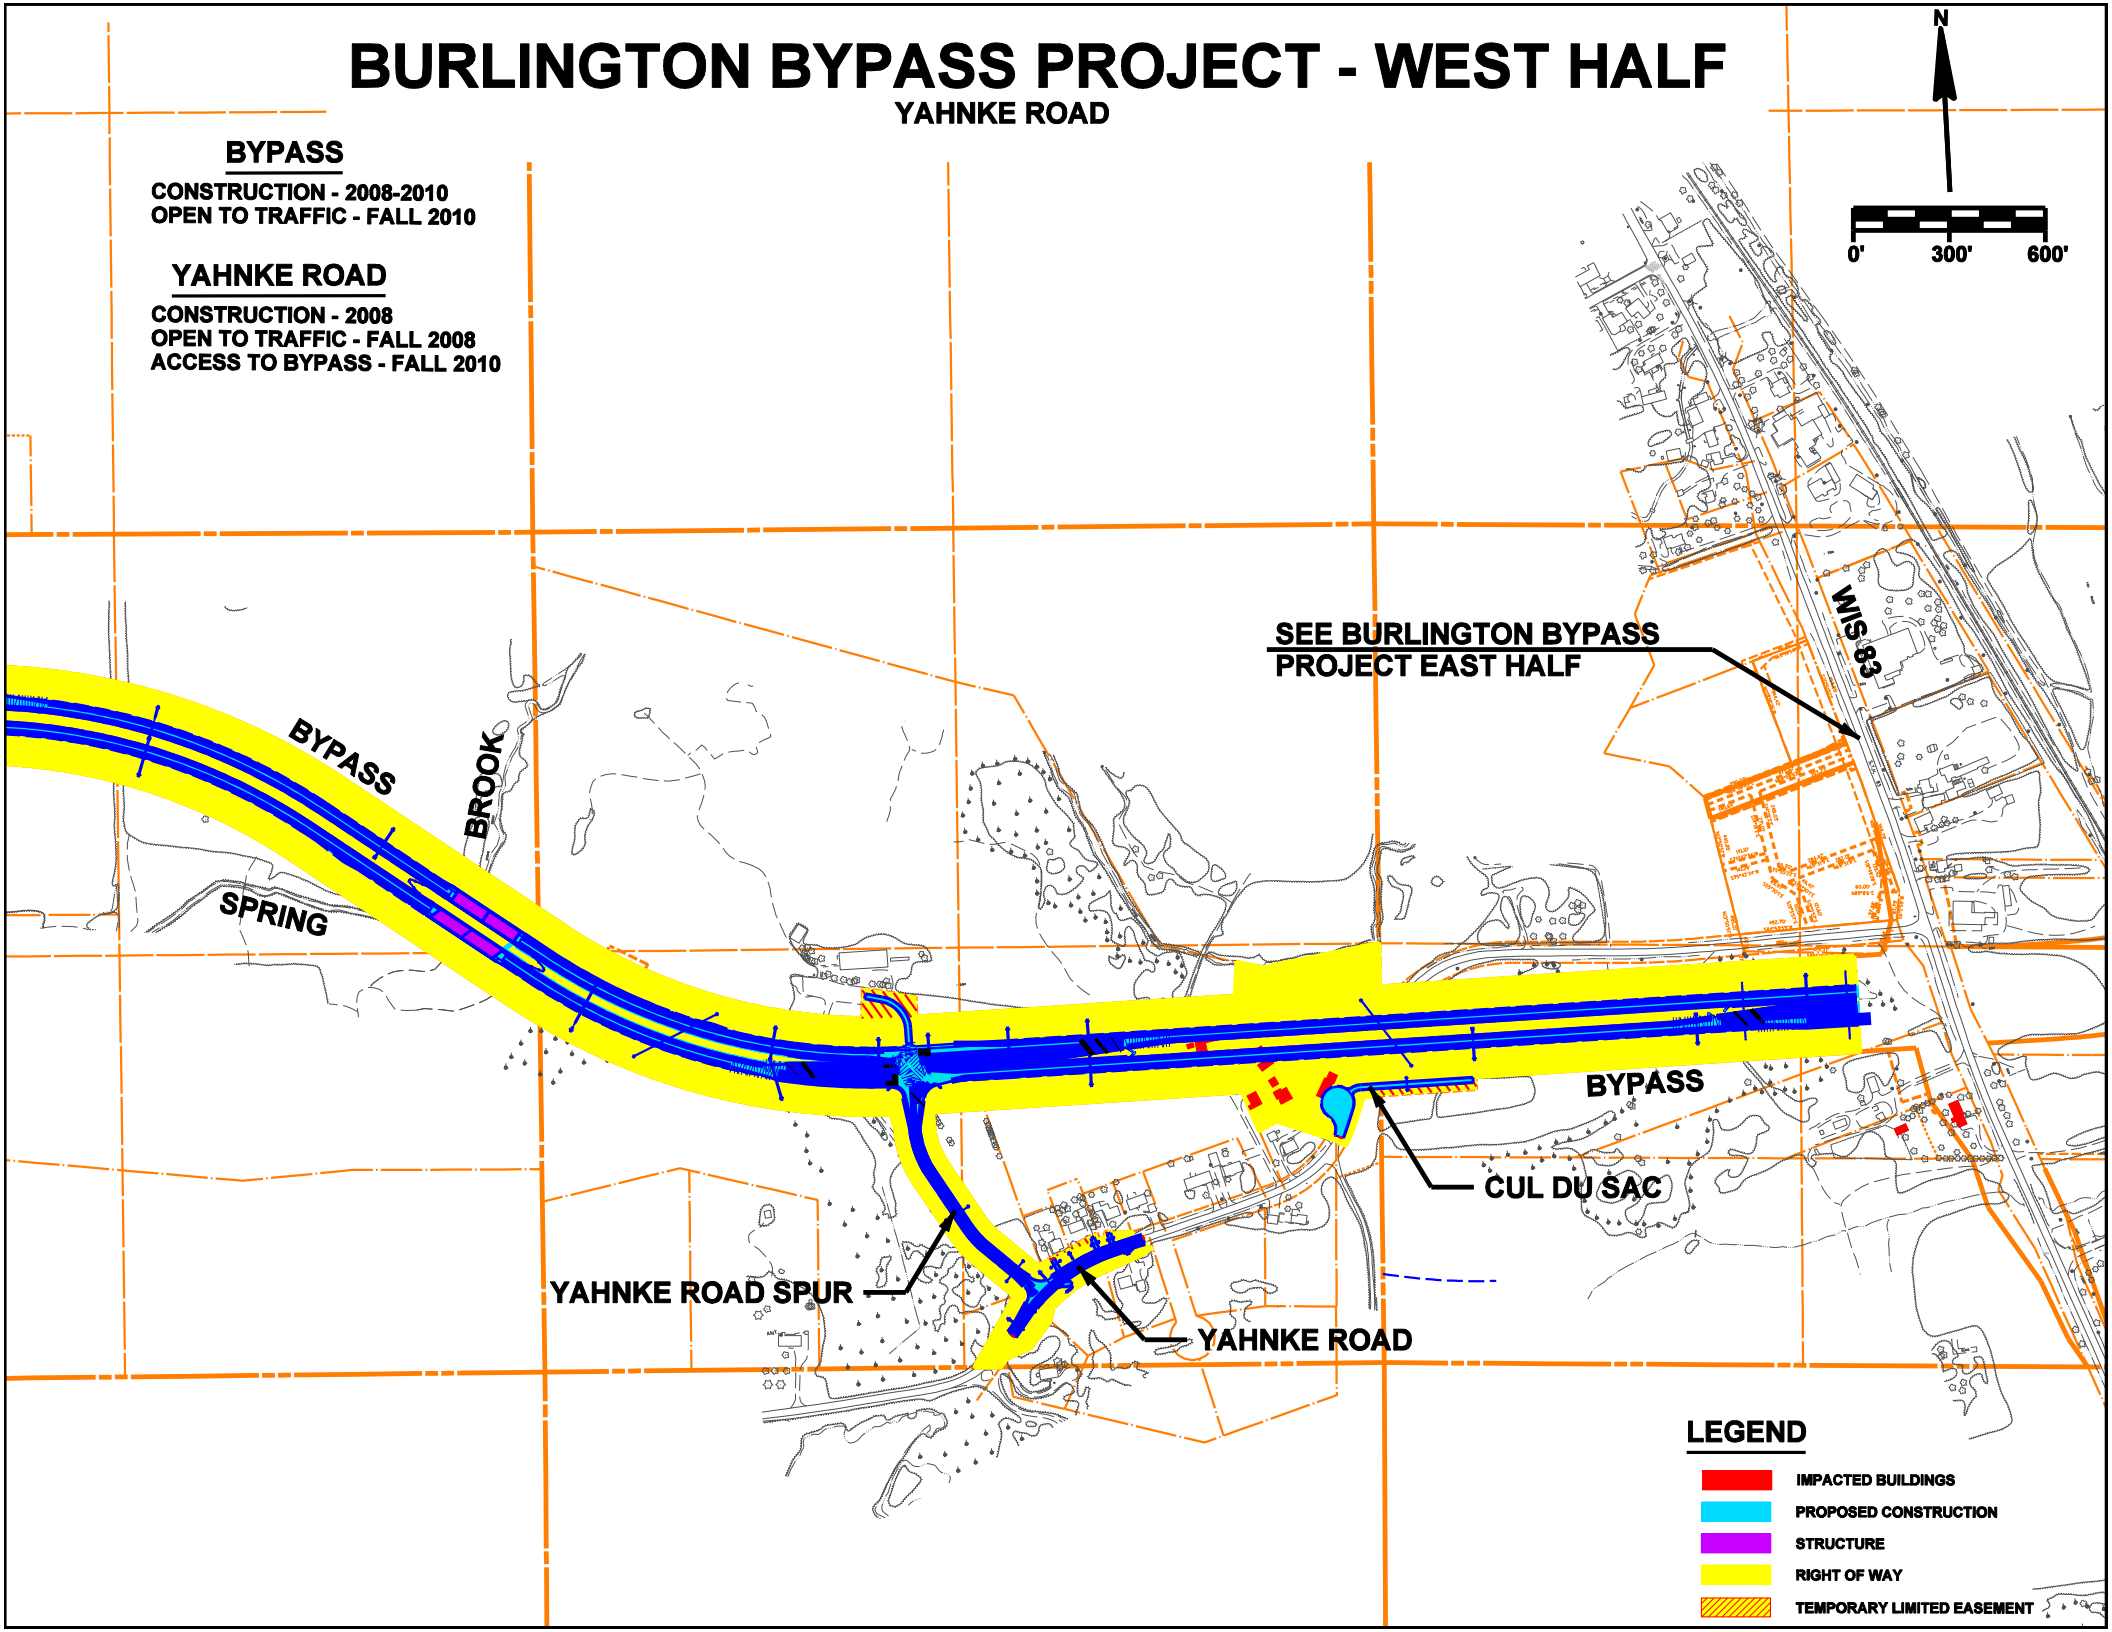 BURLINGTON BYPASS PROJECT - WEST HALF
YAHNKE ROAD
N
BYPASS
CONSTRUCTION - 2008-2010
OPEN TO TRAFFIC - FALL 2010
YAHNKE ROAD
CONSTRUCTION - 2008
OPEN TO TRAFFIC - FALL 2008
ACCESS TO BYPASS - FALL 2010
0' 300' 600'
WIS 83
SEE BURLINGTON BYPASS
PROJECT EAST HALF
BYPASS
BROOK
SPRING
BYPASS
CUL DU SAC
YAHNKE ROAD SPUR
YAHNKE ROAD
LEGEND
IMPACTED BUILDINGS
PROPOSED CONSTRUCTION
STRUCTURE
RIGHT OF WAY
TEMPORARY LIMITED EASEMENT